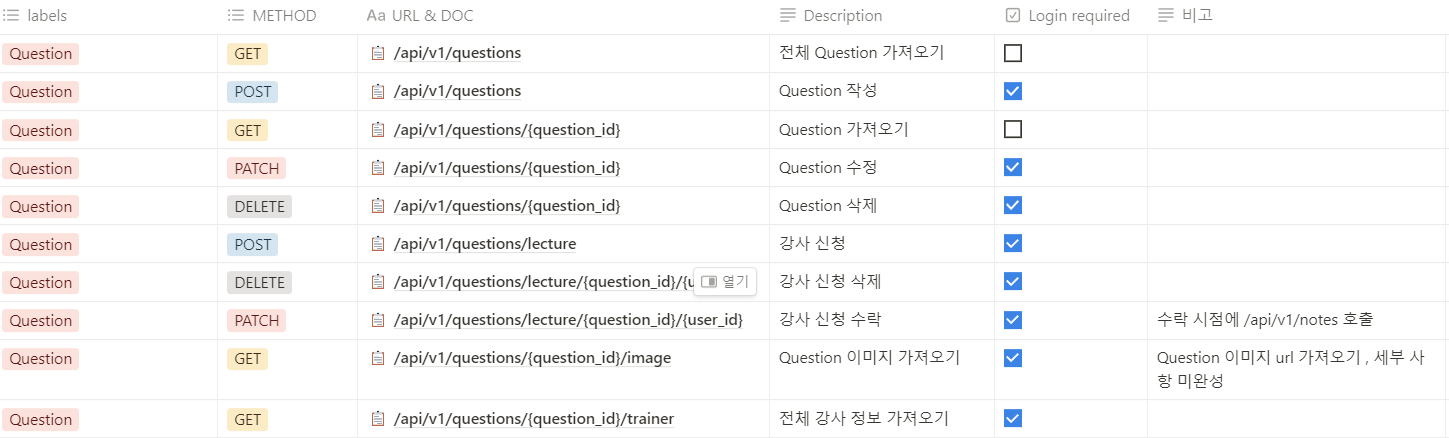 labels METHOD Aa URL & DOC Description Login required 비고
Question GET /api/v1/questions 전체 Question 가져오기
Question POST /api/v1/questions Question 작성
Question GET /api/v1/questions/{question_id} Question 가져오기
Question PATCH /api/v1/questions/{question_id} Question 수정
Question DELETE /api/v1/questions/{question_id} Question 삭제
Question POST /api/v1/questions/lecture 강사 신청
Question DELETE /api/v1/questions/lecture/{question_id}/{u 열기 강사 신청 삭제
Question PATCH /api/v1/questions/lecture/{question_id}/{user_id} 강사 신청 수락 수락 시점에 /api/v1/notes 호출
Question GET /api/v1/questions/{question_id}/image Question 이미지 가져오기 Question 이미지 url 가져오기 , 세부 사
항 미완성
Question GET /api/v1/questions/{question_id}/trainer 전체 강사 정보 가져오기